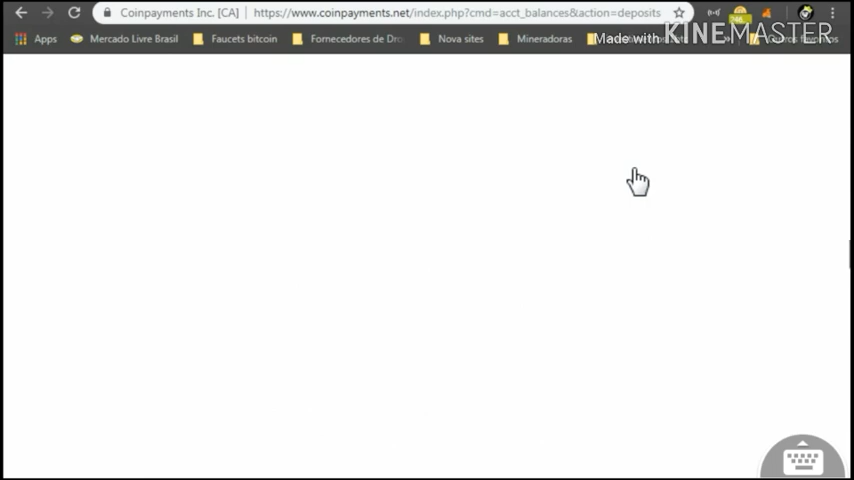 Coinpayments Inc. [CA] https://www.coinpayments.net/index.php?cmd=acct_balances&action=deposits
Apps Mercado Livre Brasil Faucets bitcoin Fornecedores de Dro Nova sites Mineradoras favoritos
Made with KINEMASTER